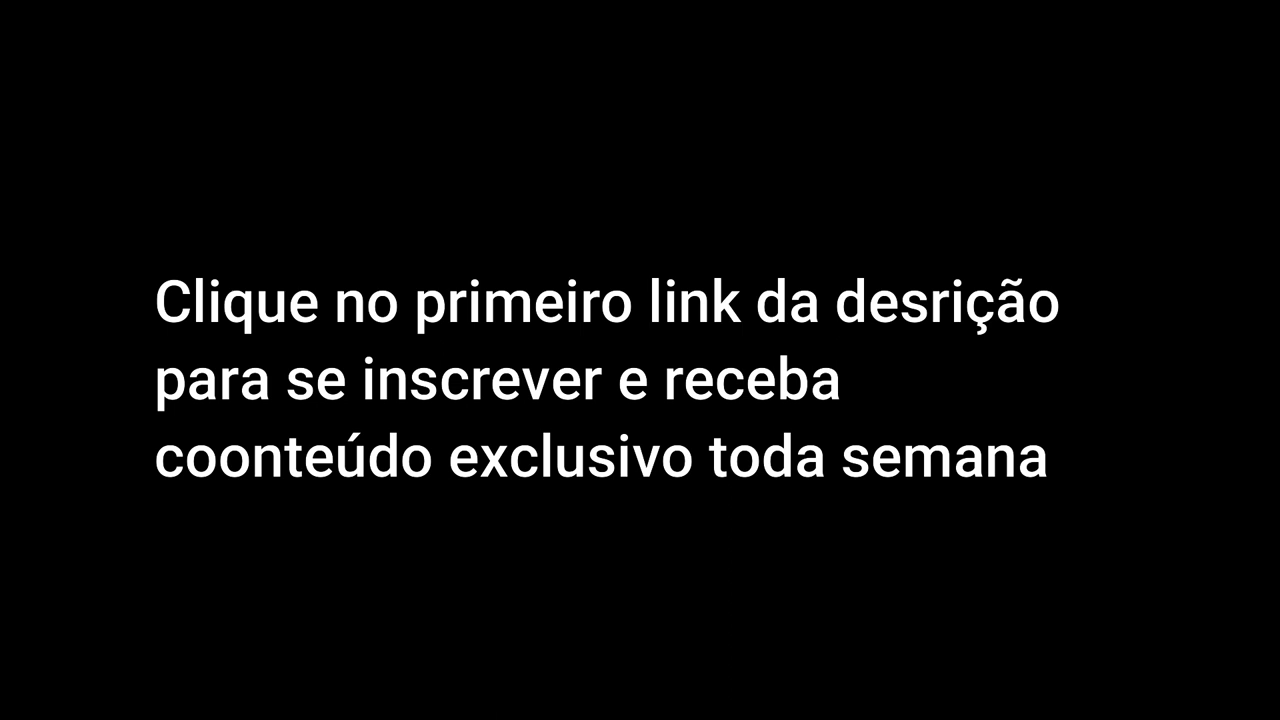 Clique no primeiro link da desrição
para se inscrever e receba
coonteúdo exclusivo toda semana